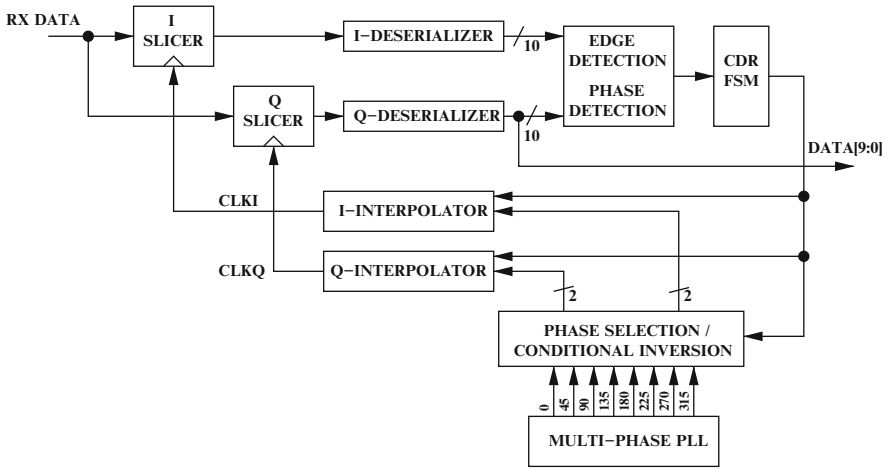 RX DATA
I
SLICER
I−DESERIALIZER
10
EDGE
DETECTION
PHASE
DETECTION
CDR
FSM
Q
SLICER
Q−DESERIALIZER
10
DATA[9:0]
CLKI
I−INTERPOLATOR
CLKQ
Q−INTERPOLATOR
2
2
PHASE SELECTION /
CONDITIONAL INVERSION
0
45
90
135
180
225
270
315
MULTI−PHASE PLL